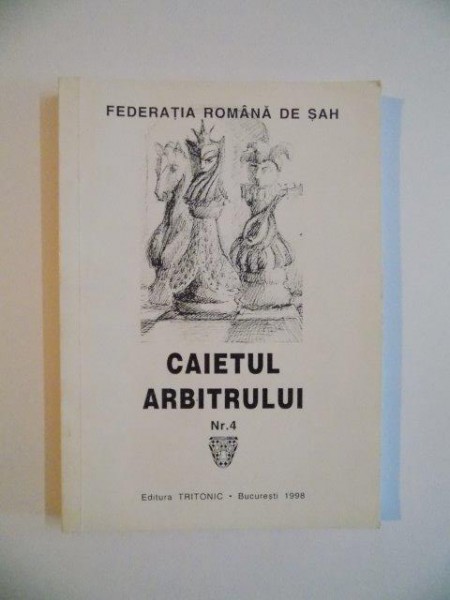 FEDERAȚIA ROMÂNĂ DE ȘAH
CAIETUL
ARBITRULUI
Nr.4
Editura TRITONIC • București 1998